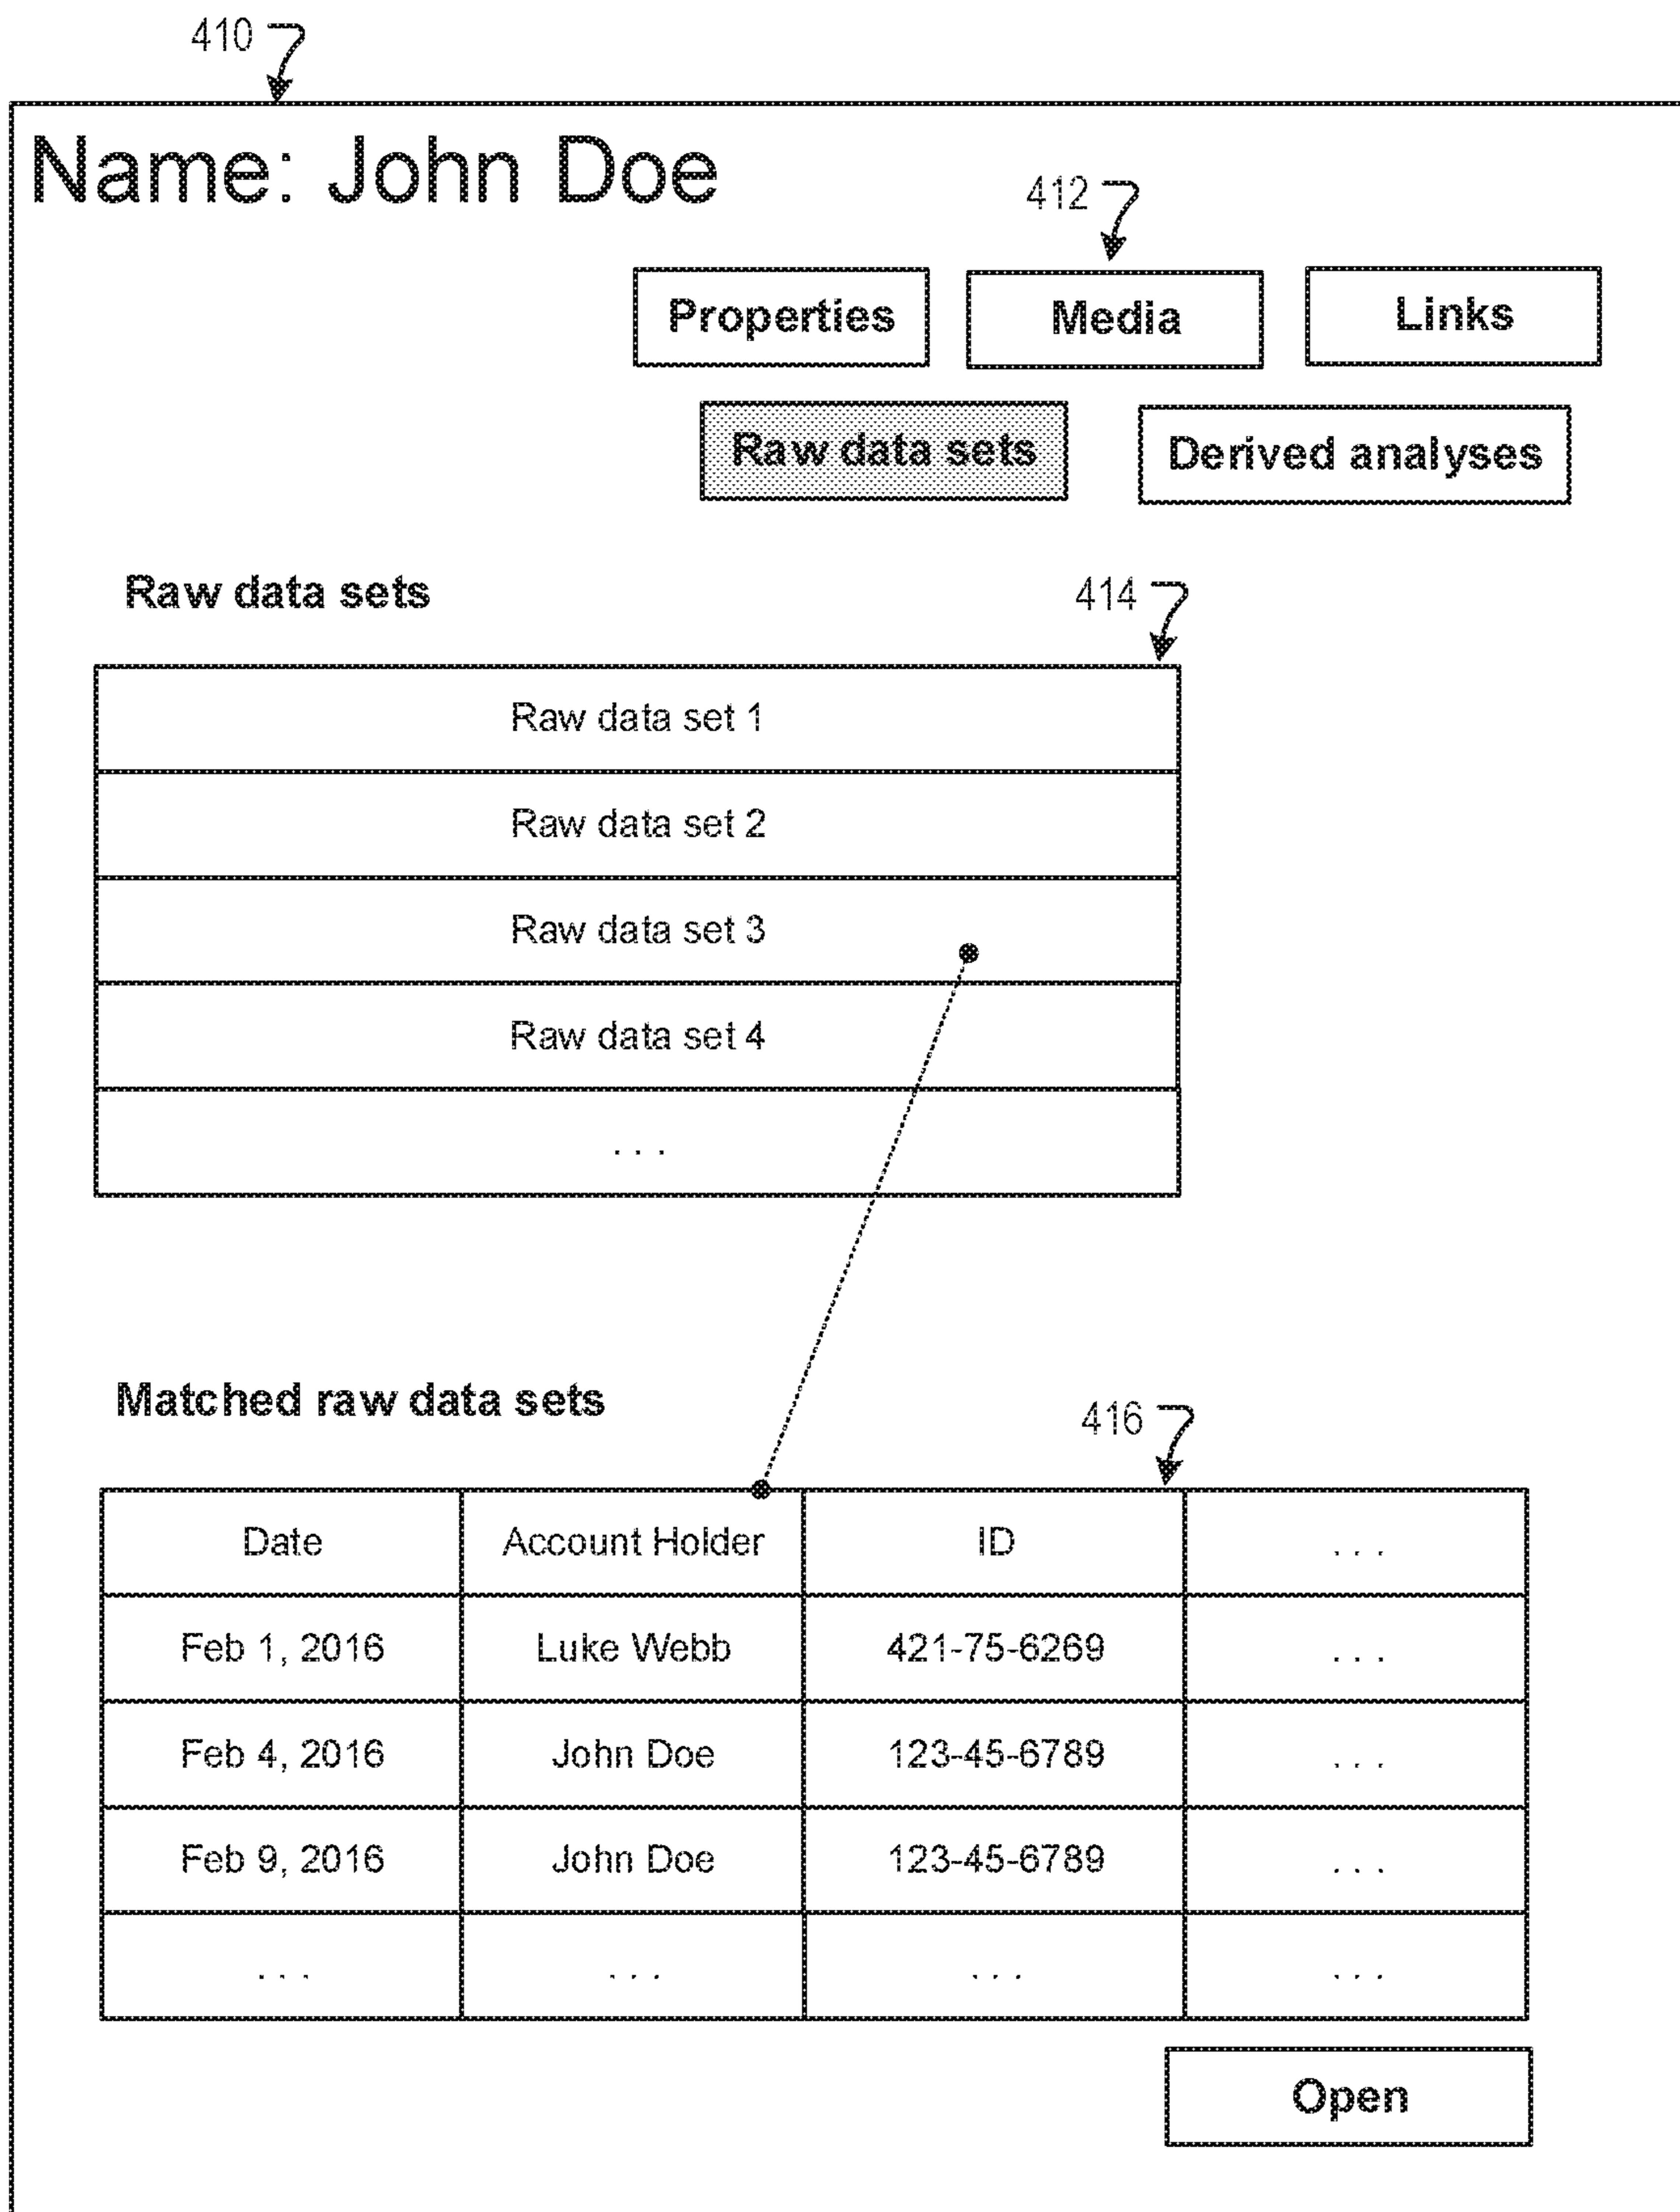 410
Name: John Doe
412
Properties Media Links
Raw data sets Derived analyses
Raw data sets
414
Raw data set 1
Raw data set 2
Raw data set 3
Raw data set 4
. . .
Matched raw data sets
416
Date Account Holder ID . . .
Feb 1, 2016 Luke Webb 421-75-6269 . . .
Feb 4, 2016 John Doe 123-45-6789 . . .
Feb 9, 2016 John Doe 123-45-6789 . . .
. . . . . . . . . . . .
Open